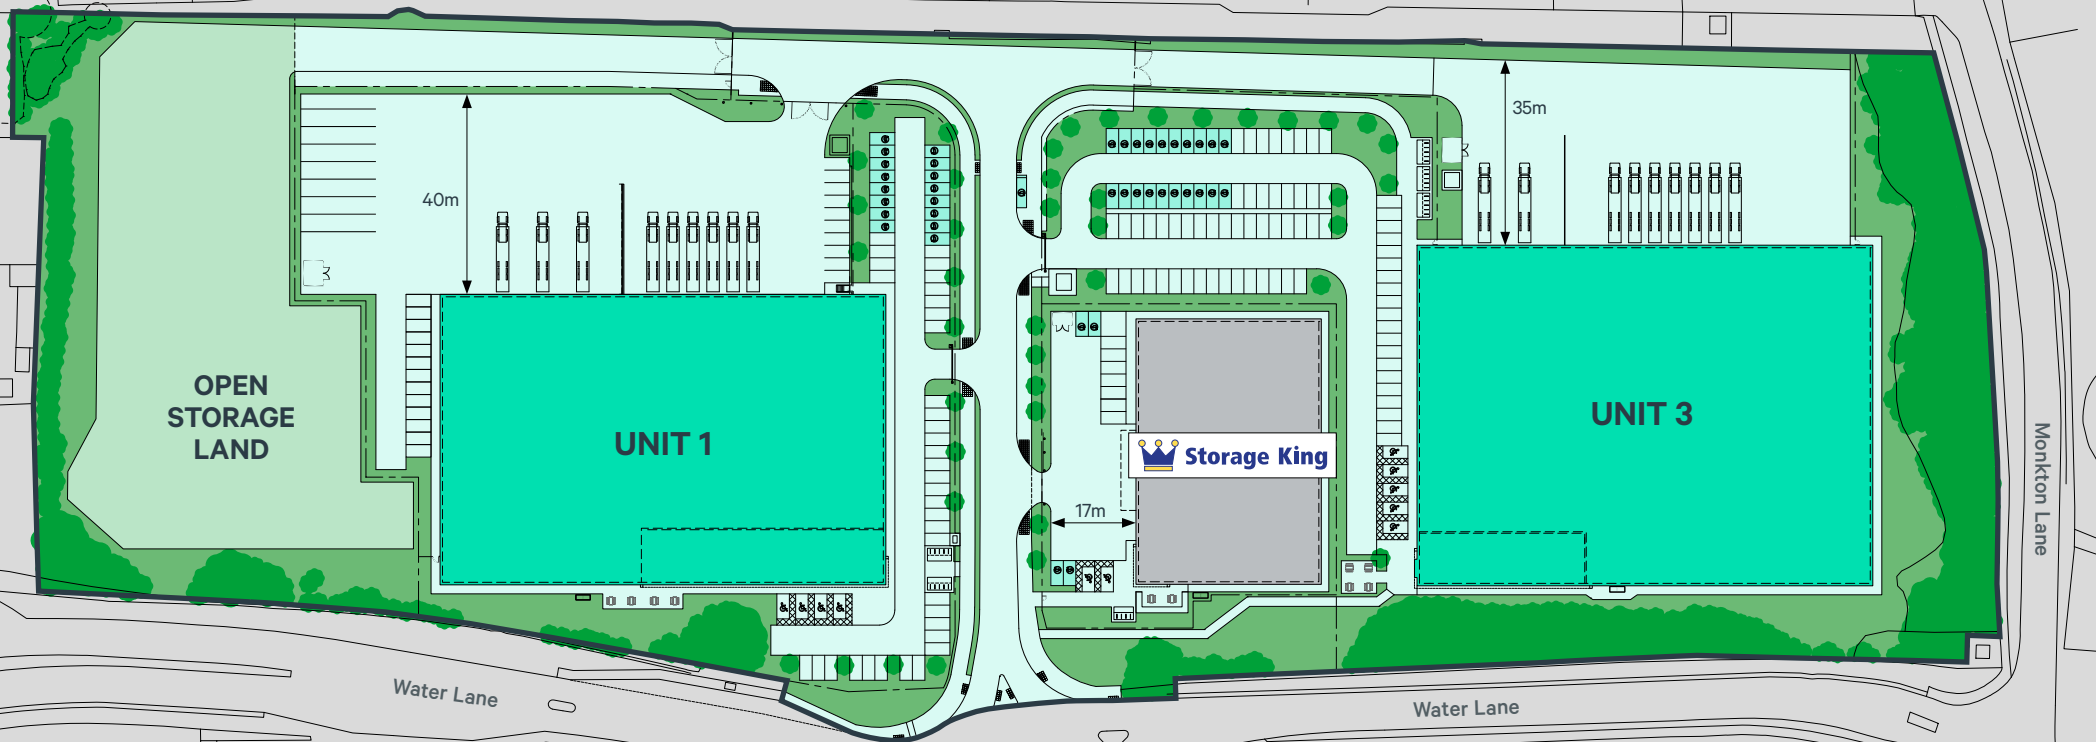 35m
40m
OPEN
STORAGE
LAND
UNIT 1
UNIT 3
Storage King
17m
Monkton Lane
Water Lane
Water Lane